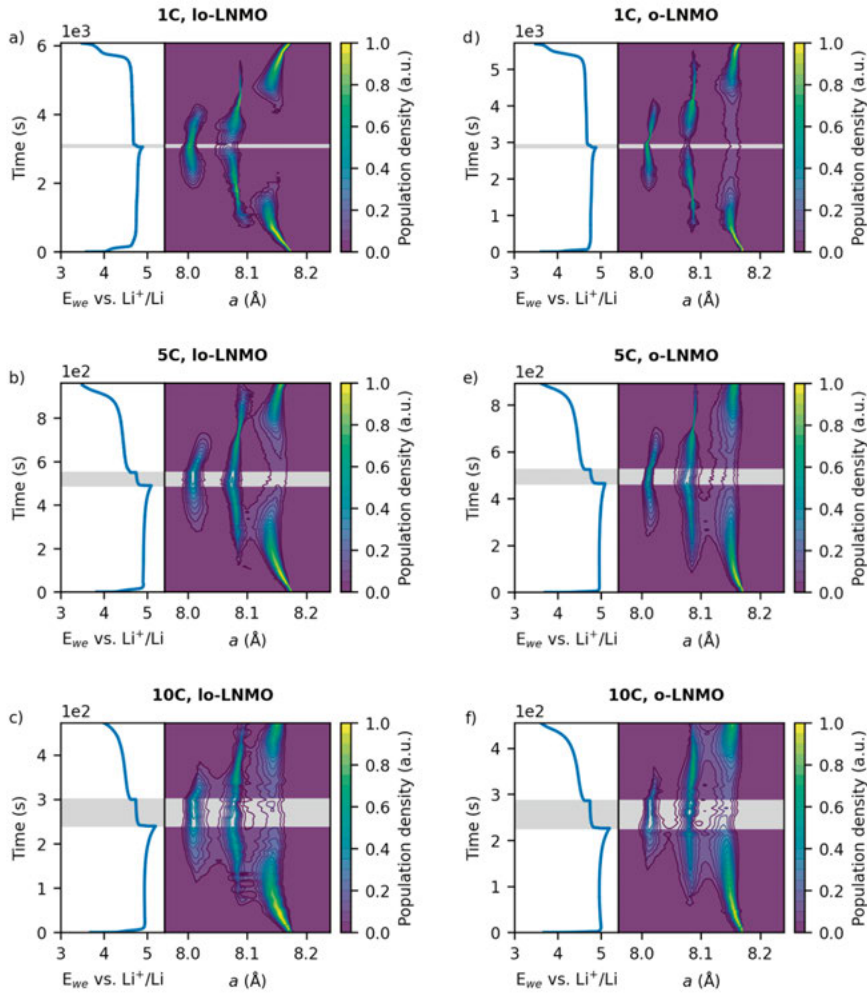 1C, lo-LNMO
a)
1e3
Time (s)
6
5
4
3
2
1
0
3 4 5
E_we vs. Li⁺/Li
8.0 8.1 8.2
a (Å)
1.0
0.8
0.6
0.4
0.2
0.0
Population density (a.u.)
1C, o-LNMO
d)
1e3
Time (s)
5
4
3
2
1
0
3 4 5
E_we vs. Li⁺/Li
8.0 8.1 8.2
a (Å)
1.0
0.8
0.6
0.4
0.2
0.0
Population density (a.u.)
5C, lo-LNMO
b)
1e2
Time (s)
8
6
4
2
0
3 4 5
E_we vs. Li⁺/Li
8.0 8.1 8.2
a (Å)
1.0
0.8
0.6
0.4
0.2
0.0
Population density (a.u.)
5C, o-LNMO
e)
1e2
Time (s)
8
6
4
2
0
3 4 5
E_we vs. Li⁺/Li
8.0 8.1 8.2
a (Å)
1.0
0.8
0.6
0.4
0.2
0.0
Population density (a.u.)
10C, lo-LNMO
c)
1e2
Time (s)
4
3
2
1
0
3 4 5
E_we vs. Li⁺/Li
8.0 8.1 8.2
a (Å)
1.0
0.8
0.6
0.4
0.2
0.0
Population density (a.u.)
10C, o-LNMO
f)
1e2
Time (s)
4
3
2
1
0
3 4 5
E_we vs. Li⁺/Li
8.0 8.1 8.2
a (Å)
1.0
0.8
0.6
0.4
0.2
0.0
Population density (a.u.)